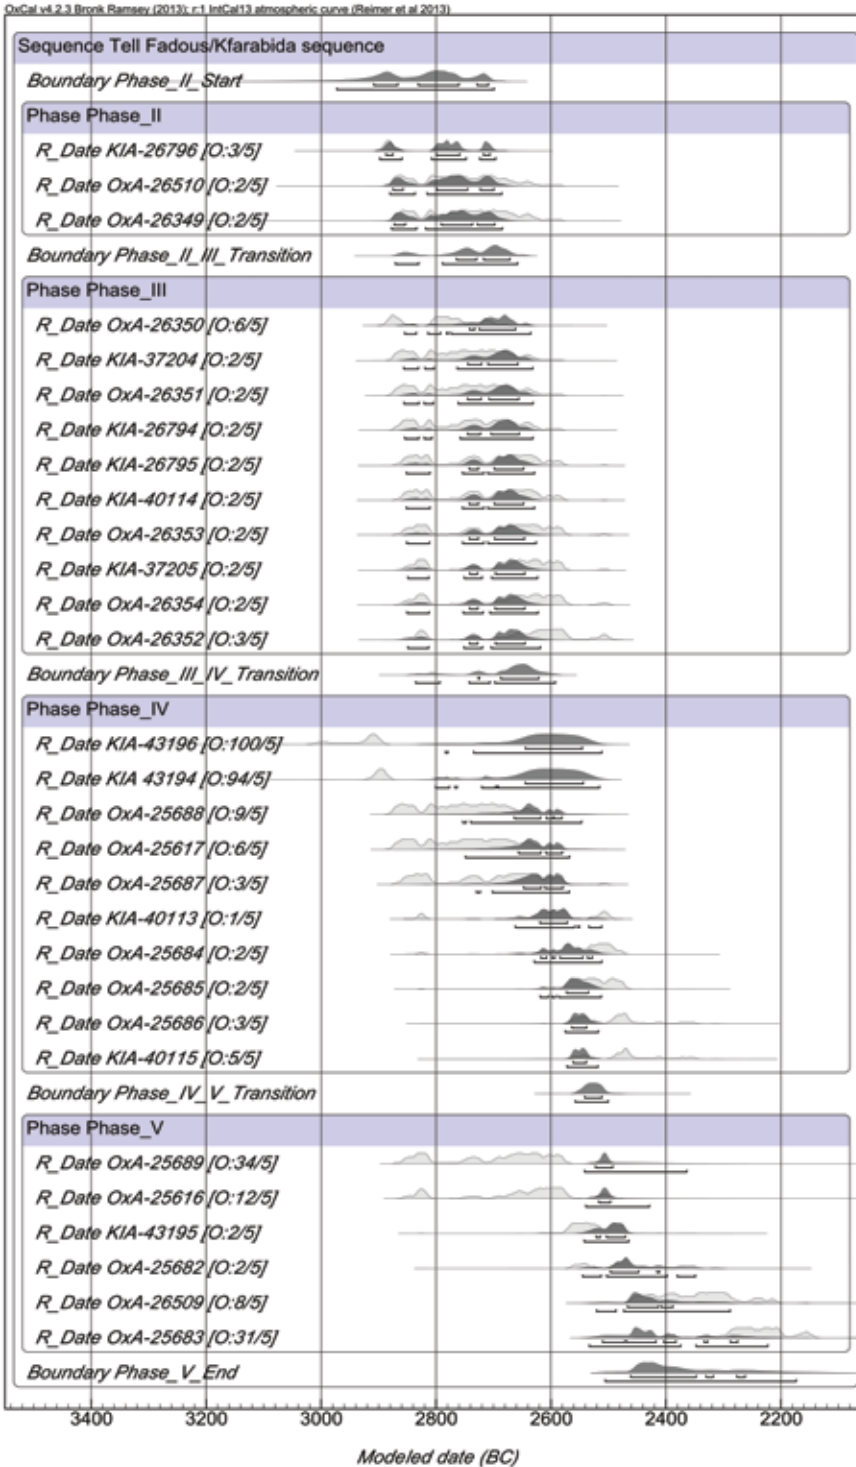 OxCal v4.2.3 Bronk Ramsey (2013); r:1 IntCal13 atmospheric curve (Reimer et al 2013)
Sequence Tell Fadous/Kfarabida sequence
Boundary Phase_II_Start
Phase Phase_II
R_Date KIA-26796 [O:3/5]
R_Date OxA-26510 [O:2/5]
R_Date OxA-26349 [O:2/5]
Boundary Phase_II_III_Transition
Phase Phase_III
R_Date OxA-26350 [O:6/5]
R_Date KIA-37204 [O:2/5]
R_Date OxA-26351 [O:2/5]
R_Date KIA-26794 [O:2/5]
R_Date KIA-26795 [O:2/5]
R_Date KIA-40114 [O:2/5]
R_Date OxA-26353 [O:2/5]
R_Date KIA-37205 [O:2/5]
R_Date OxA-26354 [O:2/5]
R_Date OxA-26352 [O:3/5]
Boundary Phase_III_IV_Transition
Phase Phase_IV
R_Date KIA-43196 [O:100/5]
R_Date KIA 43194 [O:94/5]
R_Date OxA-25688 [O:9/5]
R_Date OxA-25617 [O:6/5]
R_Date OxA-25687 [O:3/5]
R_Date KIA-40113 [O:1/5]
R_Date OxA-25684 [O:2/5]
R_Date OxA-25685 [O:2/5]
R_Date OxA-25686 [O:3/5]
R_Date KIA-40115 [O:5/5]
Boundary Phase_IV_V_Transition
Phase Phase_V
R_Date OxA-25689 [O:34/5]
R_Date OxA-25616 [O:12/5]
R_Date KIA-43195 [O:2/5]
R_Date OxA-25682 [O:2/5]
R_Date OxA-26509 [O:8/5]
R_Date OxA-25683 [O:31/5]
Boundary Phase_V_End
3400 3200 3000 2800 2600 2400 2200
Modeled date (BC)